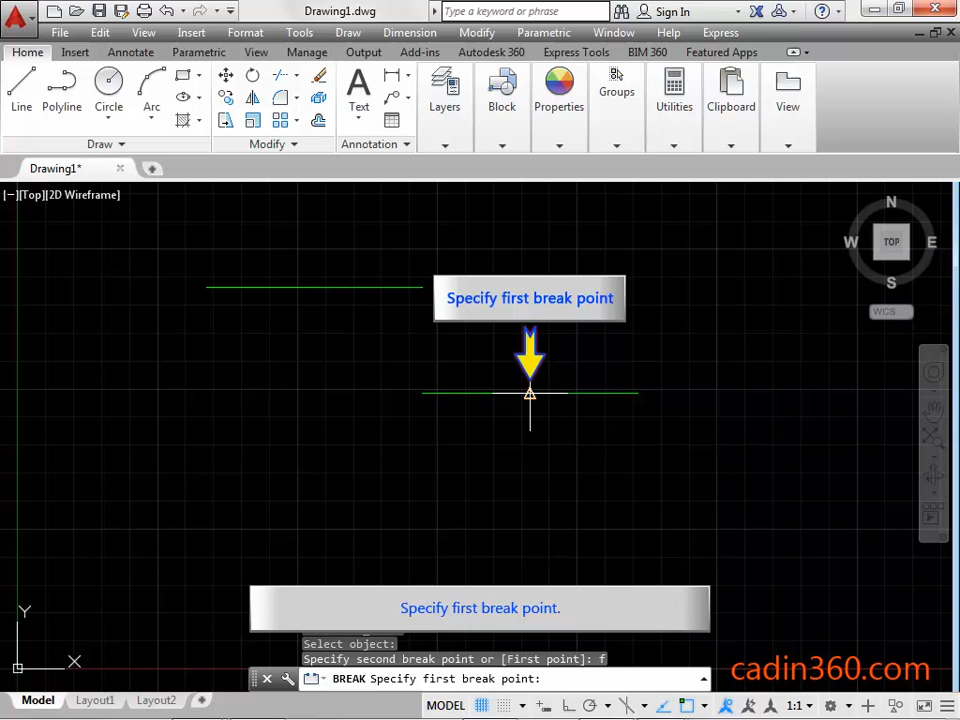 Drawing1.dwg
Type a keyword or phrase
Sign In
File Edit View Insert Format Tools Draw Dimension Modify Parametric Window Help Express
Home Insert Annotate Parametric View Manage Output Add-ins Autodesk 360 Express Tools BIM 360 Featured Apps
Line Polyline Circle Arc Text Layers Block Properties Groups Utilities Clipboard View
Draw Modify Annotation
Drawing1*
[−][Top][2D Wireframe]
N
W TOP E
S
WCS
Specify first break point
Y
X
Specify first break point.
Select object:
Specify second break point or [First point]: f
BREAK Specify first break point:
cadin360.com
Model Layout1 Layout2
MODEL
1:1